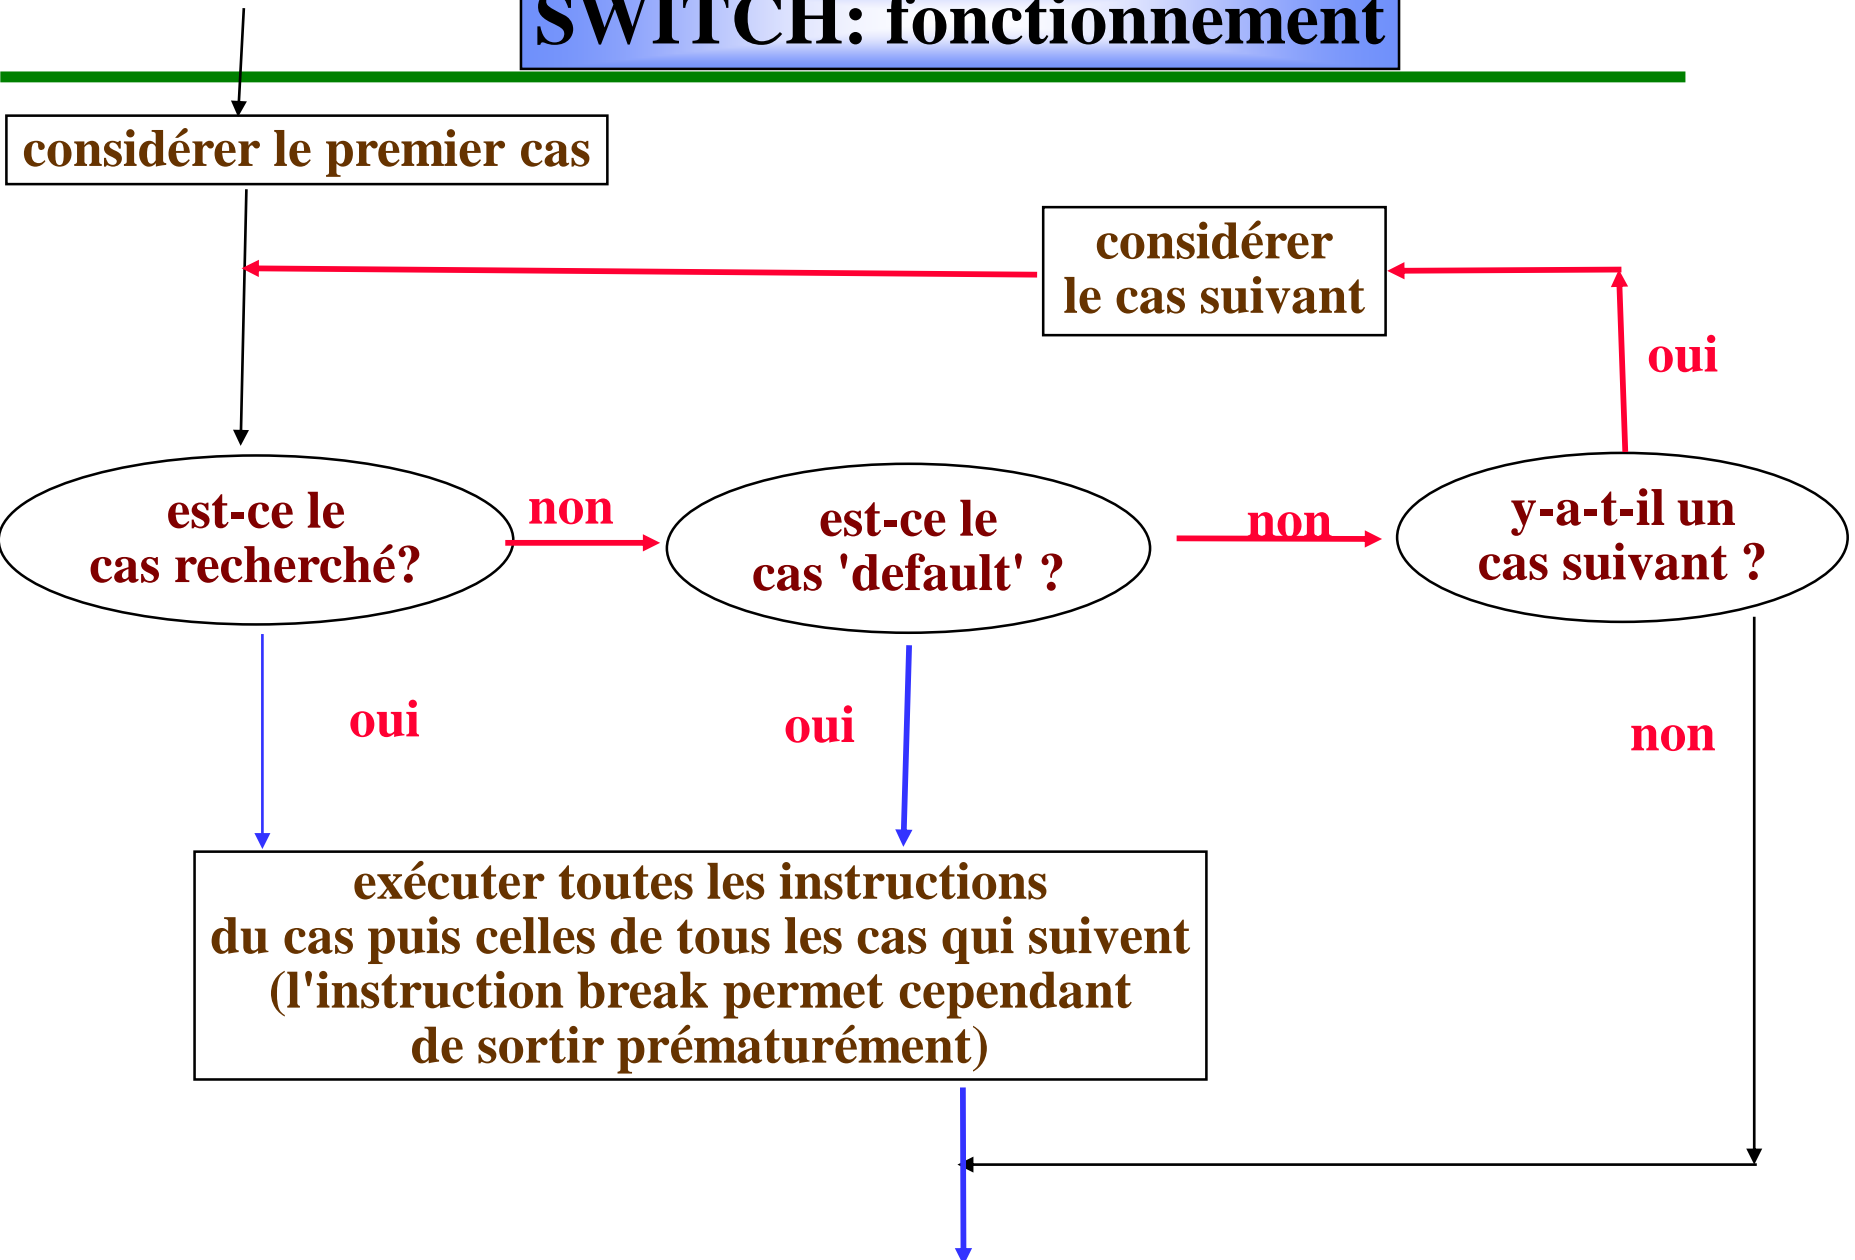 SWITCH: fonctionnement
considérer le premier cas
considérer
le cas suivant
oui
est-ce le
cas recherché?
non
est-ce le
cas 'default' ?
non
y-a-t-il un
cas suivant ?
oui
oui
non
exécuter toutes les instructions
du cas puis celles de tous les cas qui suivent
(l'instruction break permet cependant
de sortir prématurément)